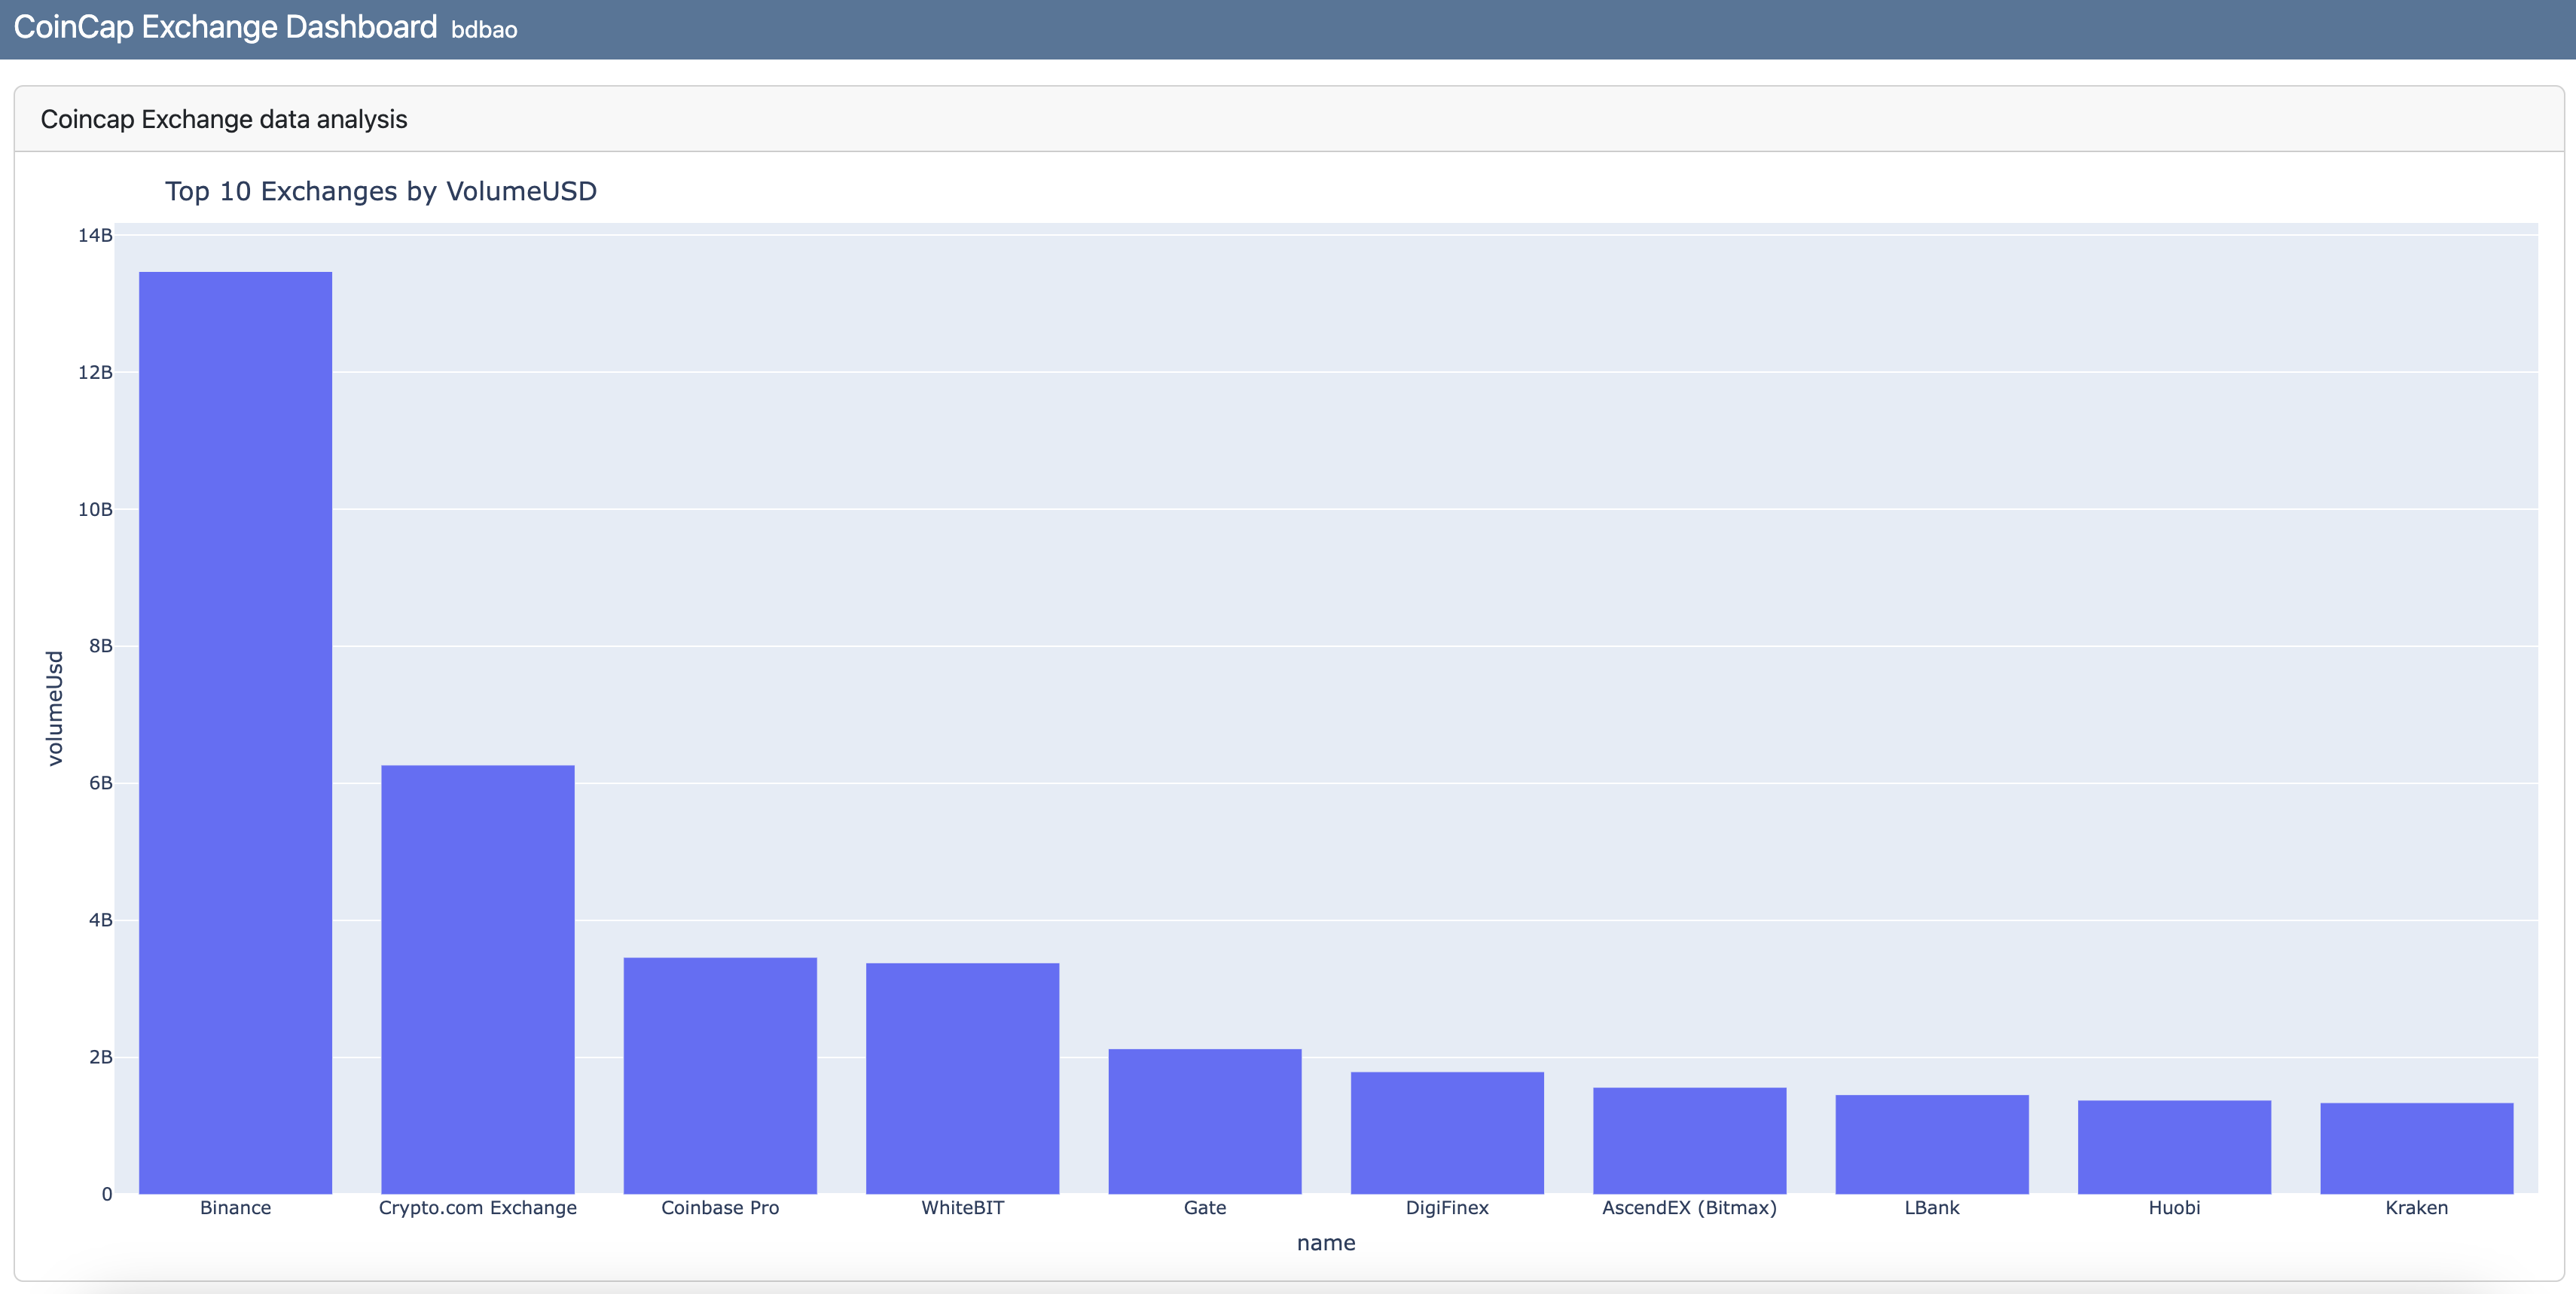 CoinCap Exchange Dashboard bdbao
Coincap Exchange data analysis
Top 10 Exchanges by VolumeUSD
14B
12B
10B
8B
6B
4B
2B
0
volumeUsd
Binance Crypto.com Exchange Coinbase Pro WhiteBIT Gate DigiFinex AscendEX (Bitmax) LBank Huobi Kraken
name